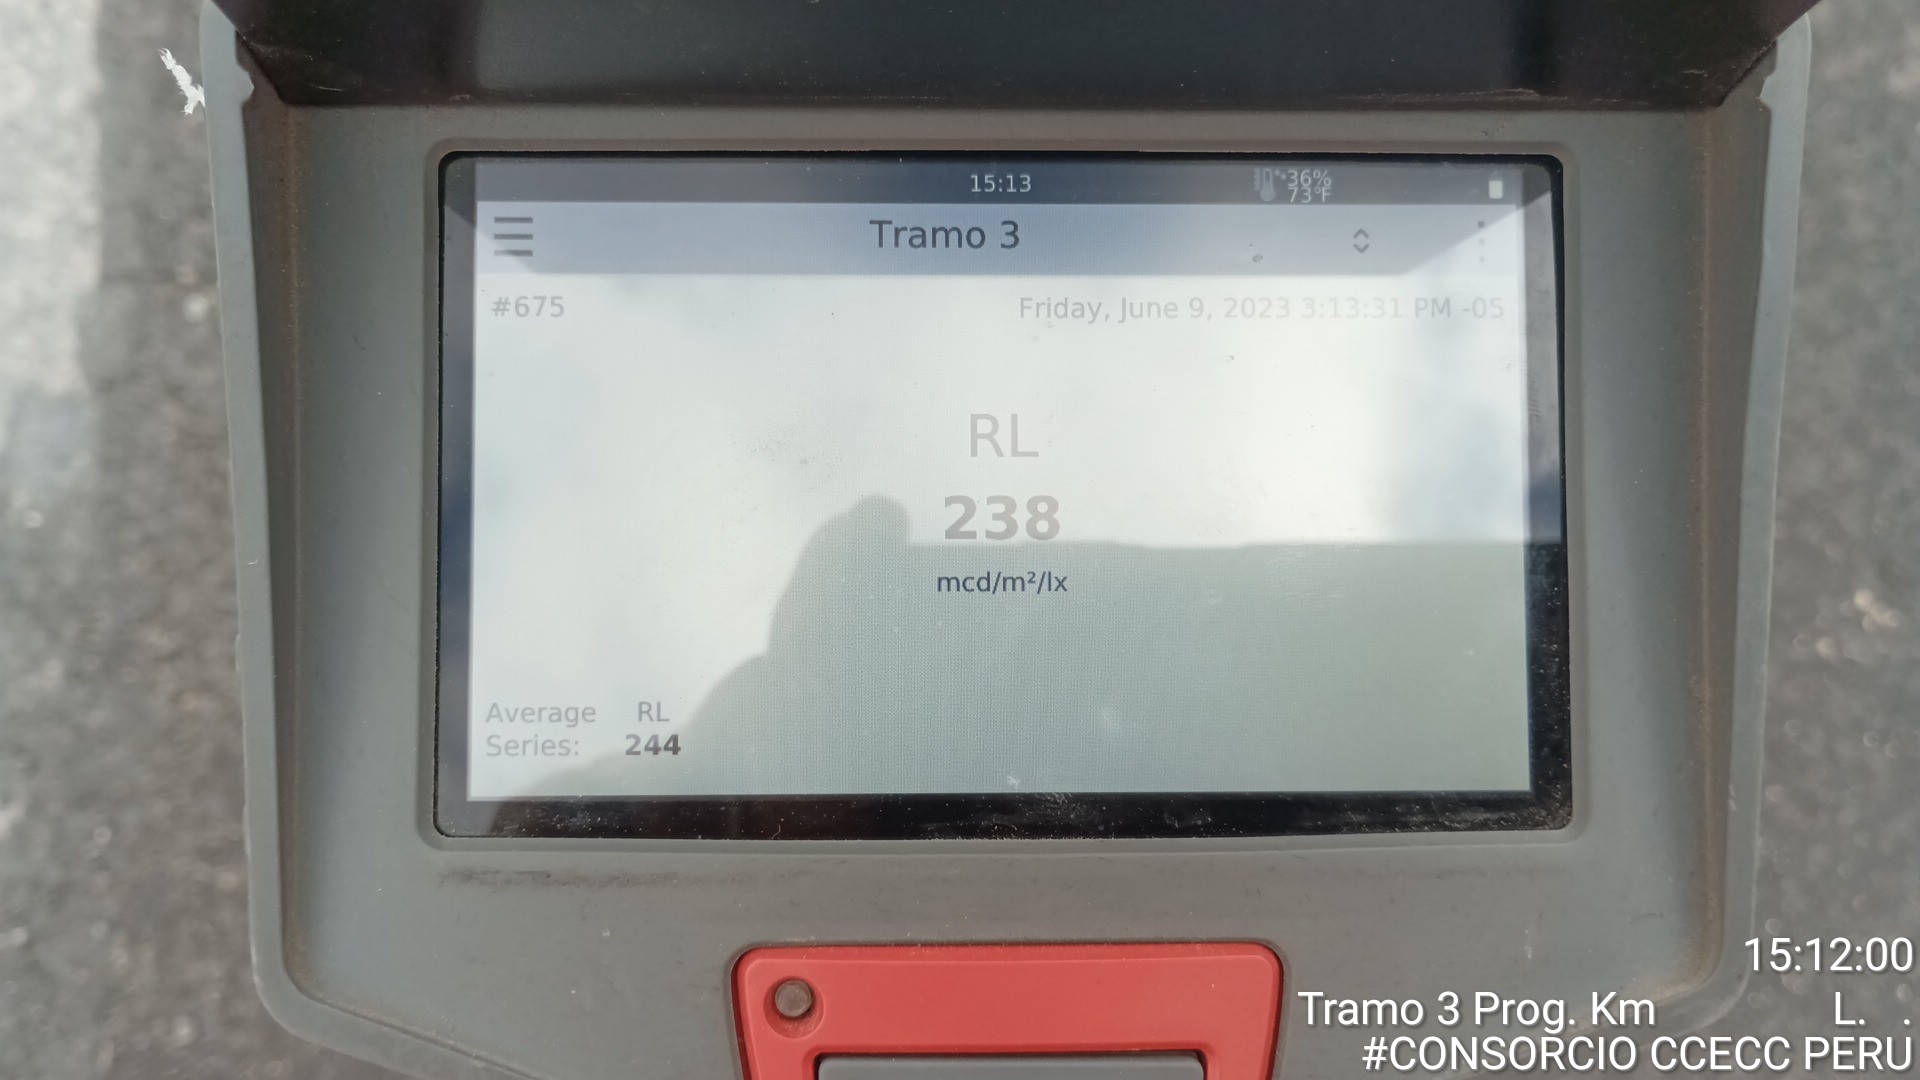 15:13
36%
73°F
Tramo 3
#675
Friday, June 9, 2023 3:13:31 PM -05
RL
238
mcd/m²/lx
Average RL
Series: 244
15:12:00
Tramo 3 Prog. Km L. .
#CONSORCIO CCECC PERU